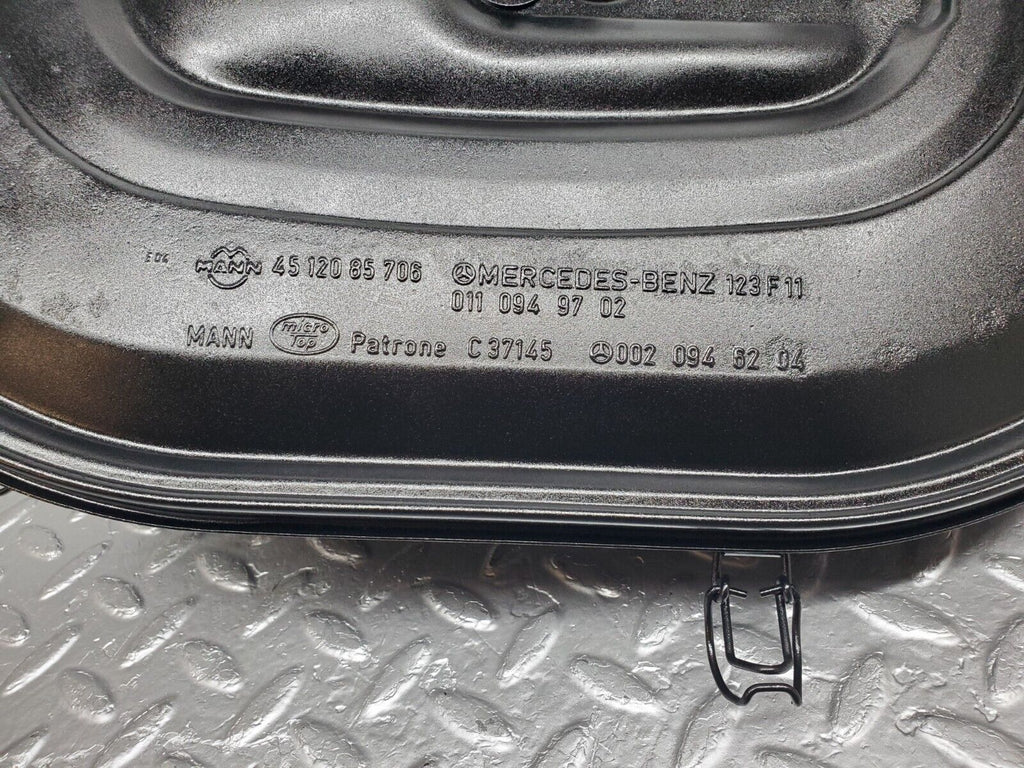 E04 MANN 45 120 85 706 MERCEDES-BENZ 123 F 11
011 094 97 02
MANN micro Top Patrone C 37145 002 094 62 04